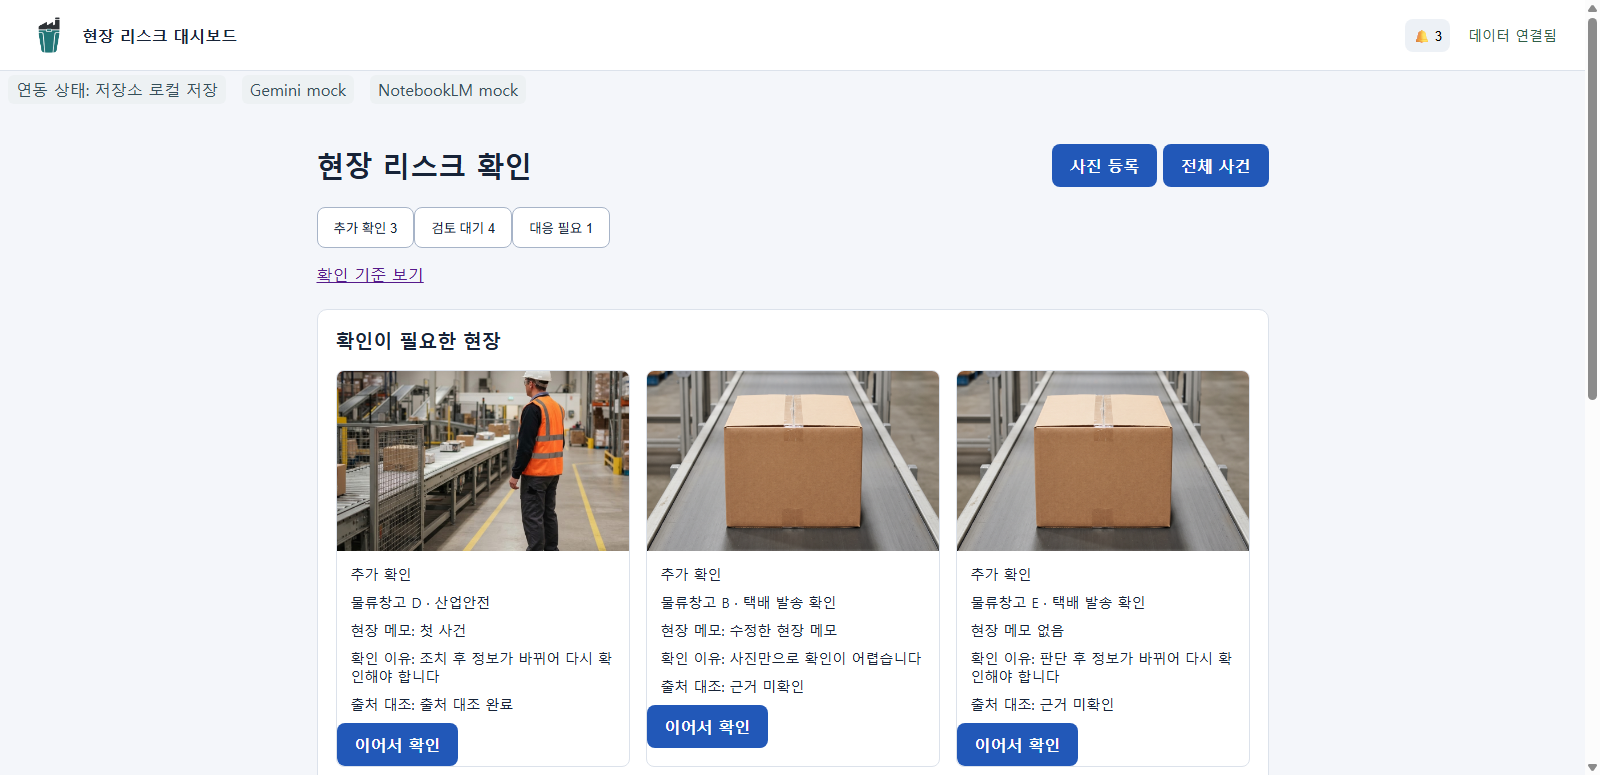 현장 리스크 대시보드
3
데이터 연결됨
연동 상태: 저장소 로컬 저장
Gemini mock
NotebookLM mock
현장 리스크 확인
사진 등록
전체 사건
추가 확인 3
검토 대기 4
대응 필요 1
확인 기준 보기
확인이 필요한 현장
추가 확인
물류창고 D · 산업안전
현장 메모: 첫 사건
확인 이유: 조치 후 정보가 바뀌어 다시 확
인해야 합니다
출처 대조: 출처 대조 완료
이어서 확인
추가 확인
물류창고 B · 택배 발송 확인
현장 메모: 수정한 현장 메모
확인 이유: 사진만으로 확인이 어렵습니다
출처 대조: 근거 미확인
이어서 확인
추가 확인
물류창고 E · 택배 발송 확인
현장 메모 없음
확인 이유: 판단 후 정보가 바뀌어 다시 확
인해야 합니다
출처 대조: 근거 미확인
이어서 확인